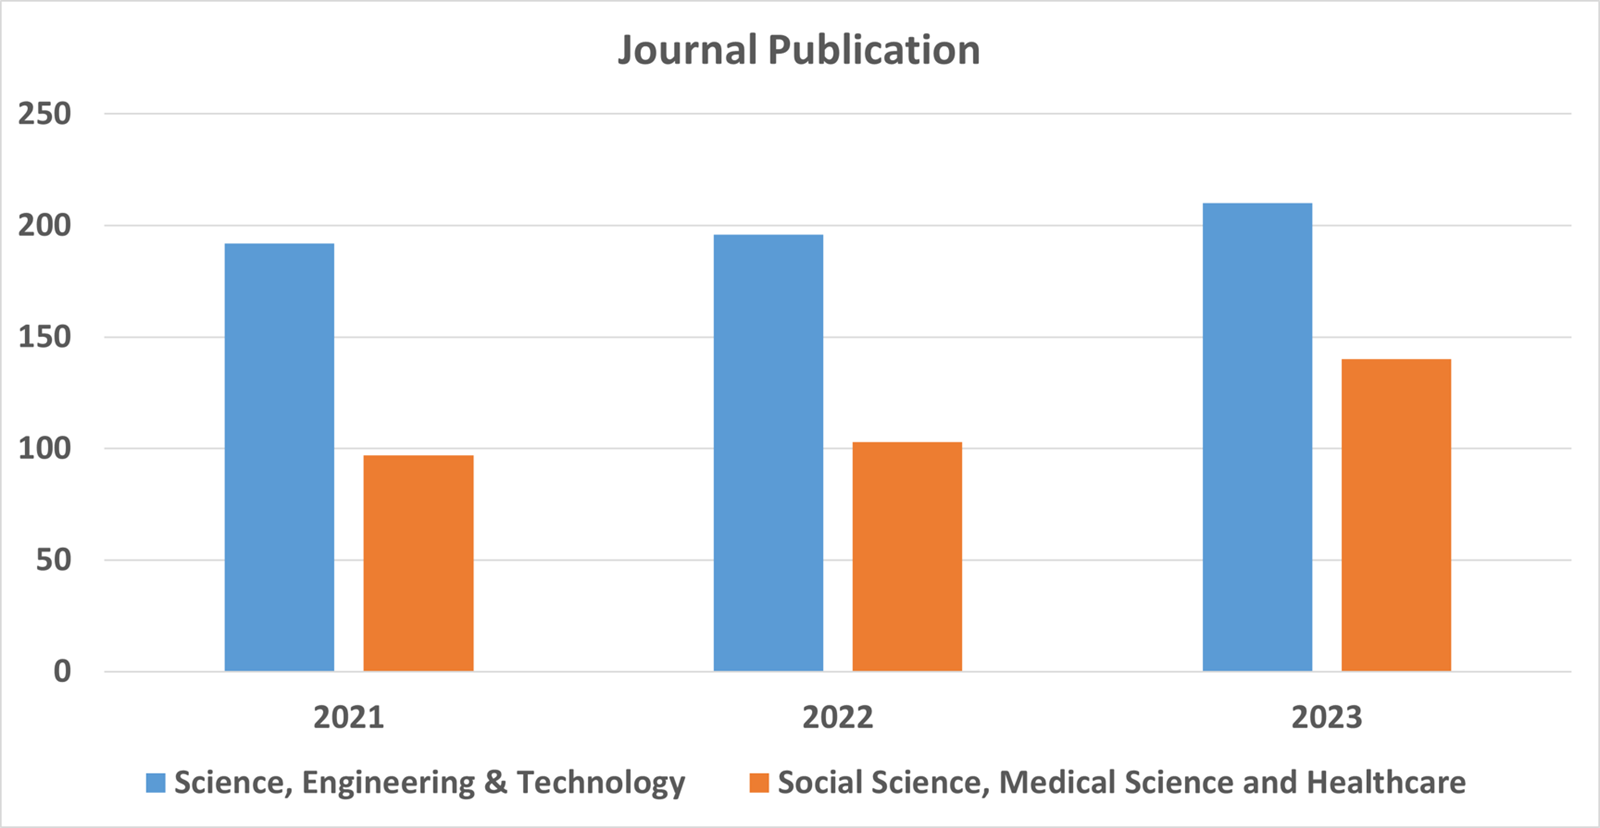 Journal Publication
250
200
150
100
50
0
2021 2022 2023
Science, Engineering & Technology Social Science, Medical Science and Healthcare